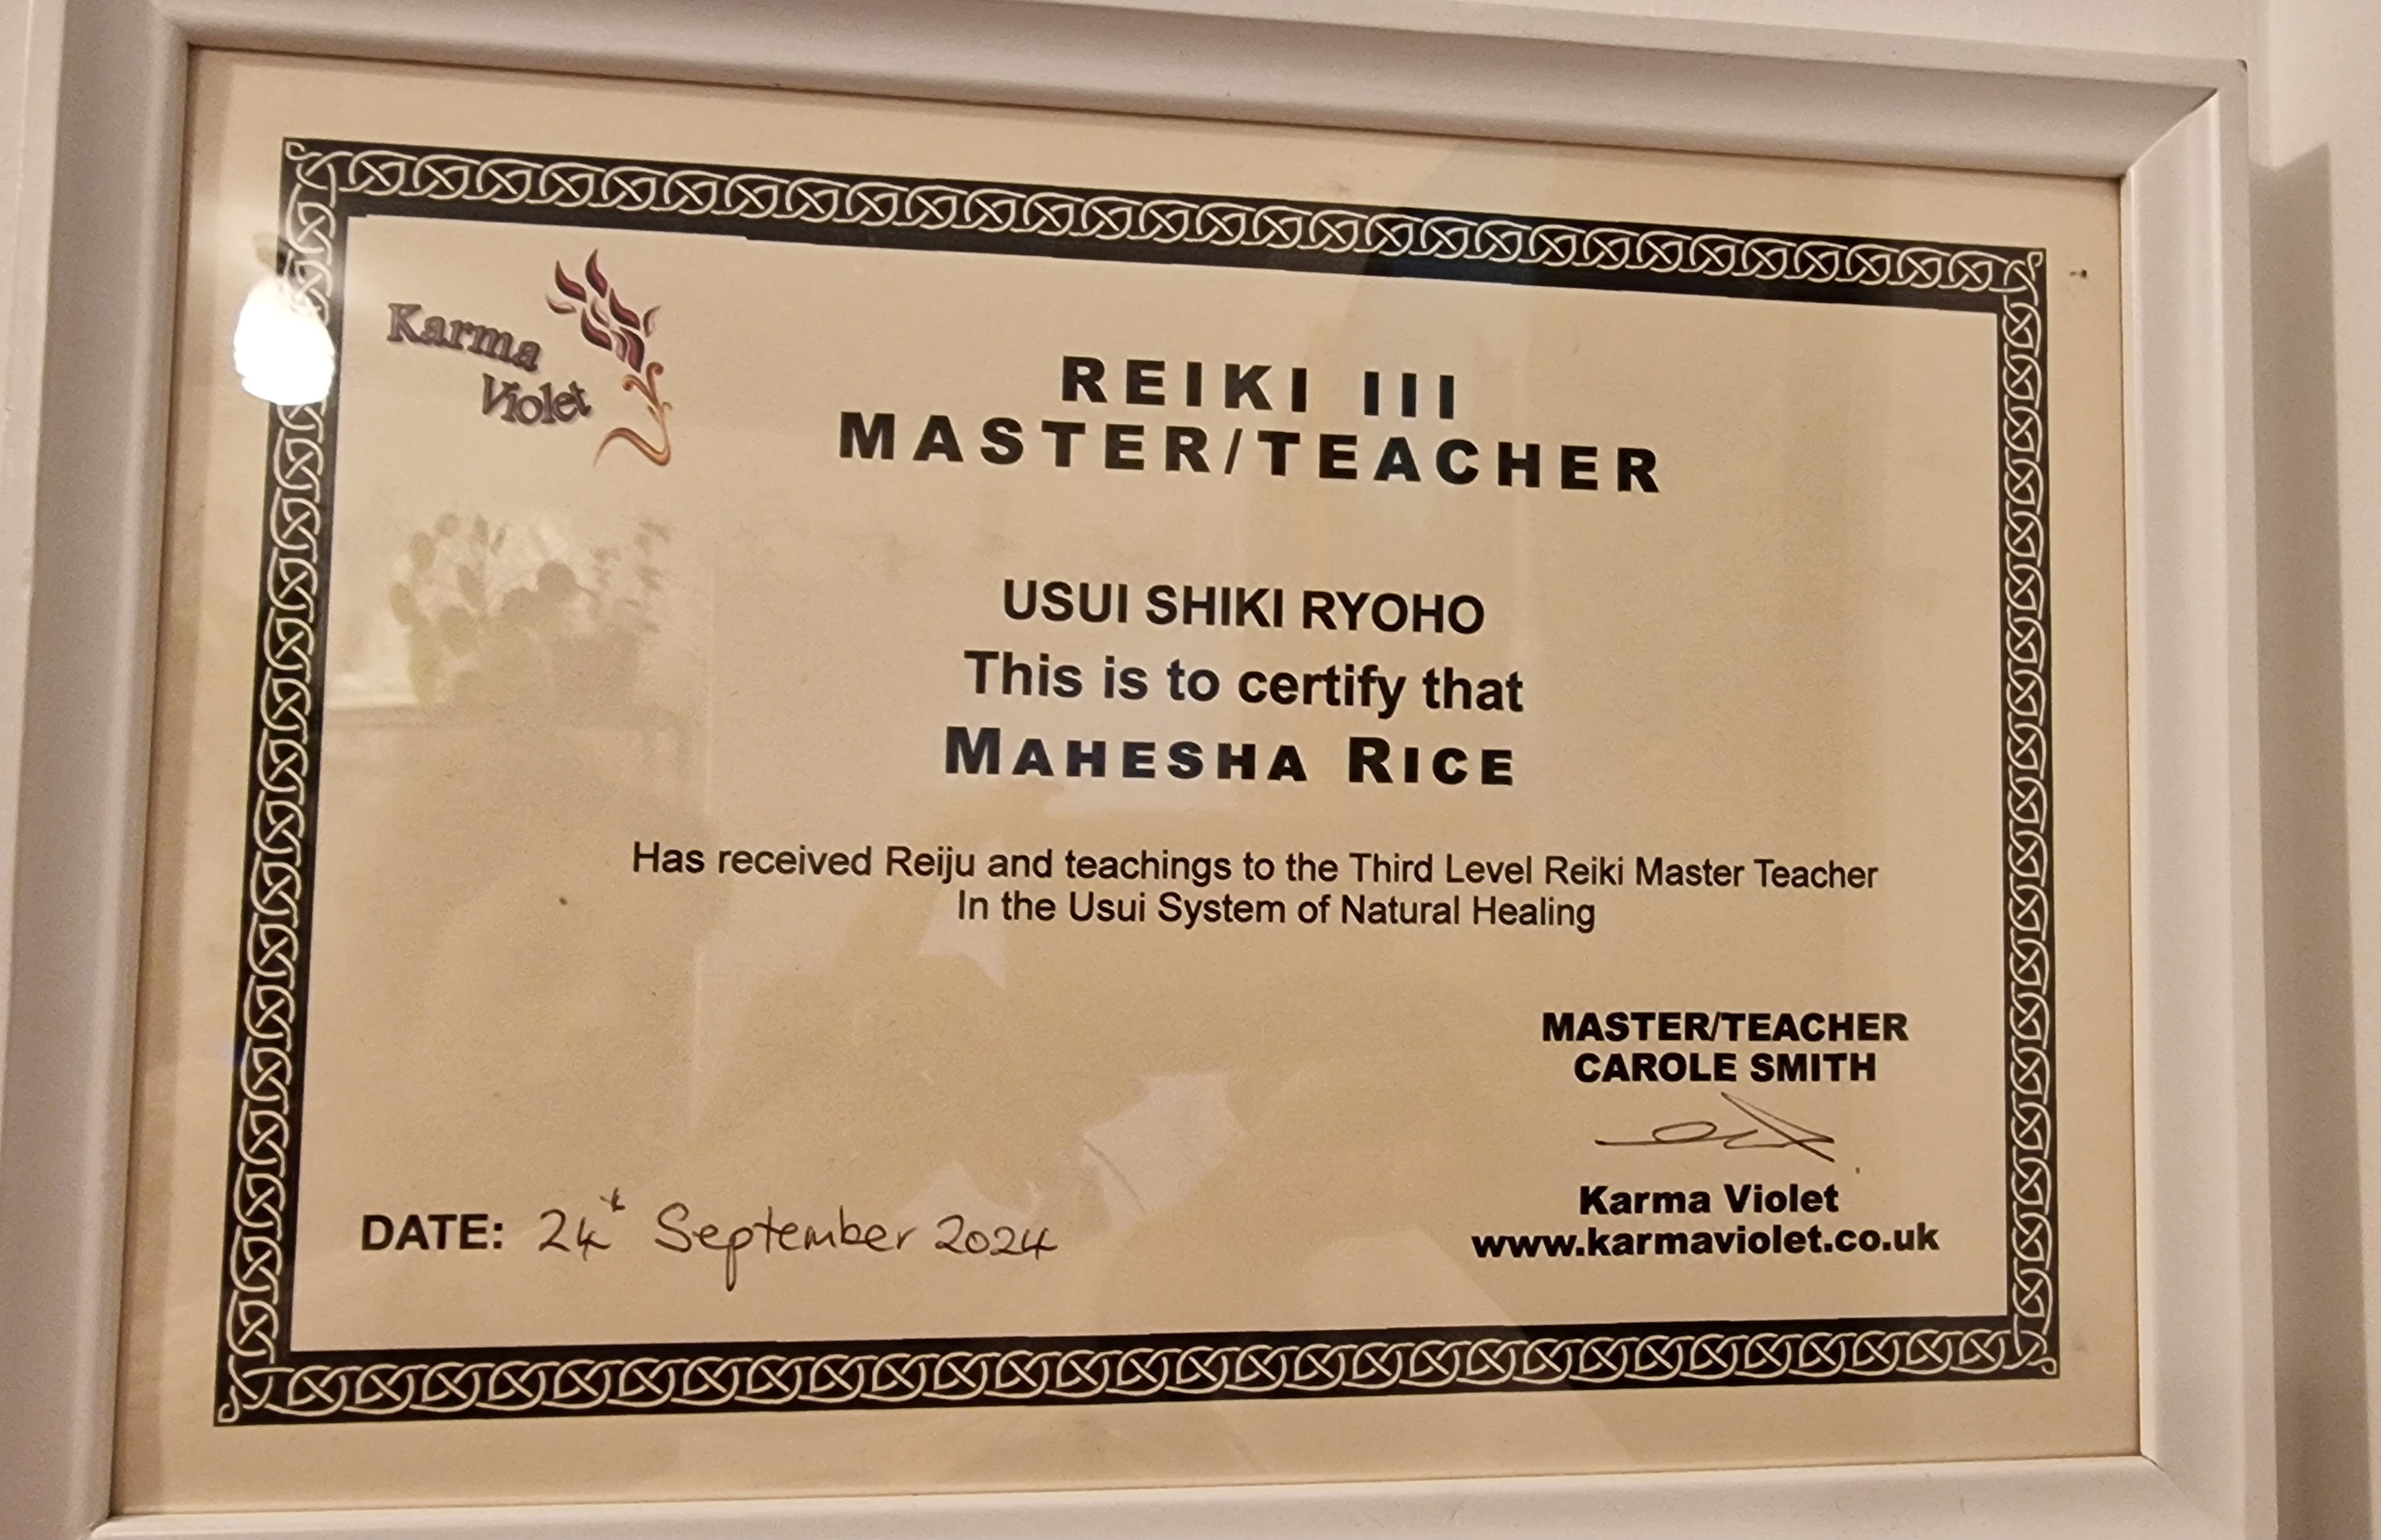 Karma
Violet
REIKI III
MASTER/TEACHER
USUI SHIKI RYOHO
This is to certify that
MAHESHA RICE
Has received Reiju and teachings to the Third Level Reiki Master Teacher
In the Usui System of Natural Healing
MASTER/TEACHER
CAROLE SMITH
DATE: 24th September 2024
Karma Violet
www.karmaviolet.co.uk